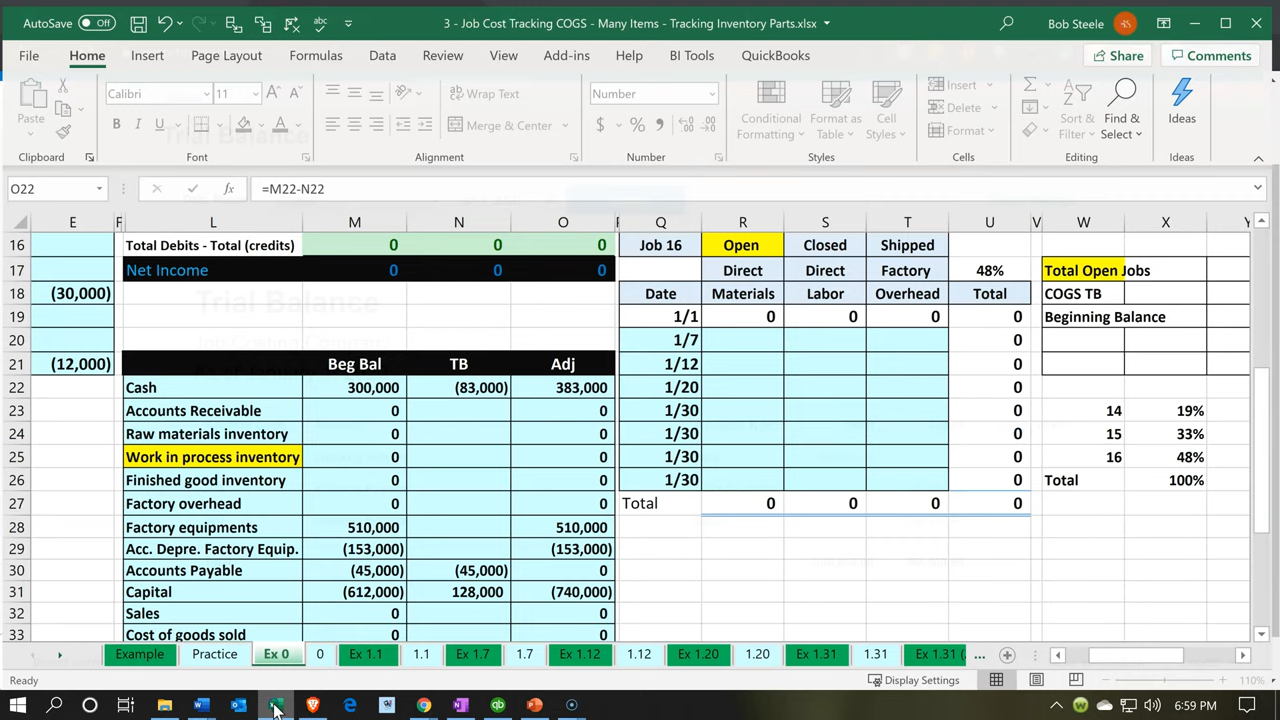 AutoSave Off 3 - Job Cost Tracking COGS - Many Items - Tracking Inventory Parts.xlsx Bob Steele
File Home Insert Page Layout Formulas Data Review View Add-ins Help BI Tools QuickBooks Share Comments
Paste Calibri 11 Wrap Text Number Conditional Formatting Format as Table Cell Styles Insert Sort & Filter Find & Select Ideas
B I U Merge & Center $ % Delete
Format
Clipboard Font Alignment Number Styles Cells Editing Ideas
O22 fx =M22-N22
E F L M N O P Q R S T U V W X Y
16 Total Debits - Total (credits) 0 0 0 Job 16 Open Closed Shipped
17 Net Income 0 0 0 Direct Direct Factory 48% Total Open Jobs
18 (30,000) Date Materials Labor Overhead Total COGS TB
19 1/1 0 0 0 0 Beginning Balance
20 1/7 0
21 (12,000) Beg Bal TB Adj 1/12 0
22 Cash 300,000 (83,000) 383,000 1/20 0
23 Accounts Receivable 0 0 1/30 0 14 19%
24 Raw materials inventory 0 0 1/30 0 15 33%
25 Work in process inventory 0 0 1/30 0 16 48%
26 Finished good inventory 0 0 1/30 0 Total 100%
27 Factory overhead 0 0 Total 0 0 0 0
28 Factory equipments 510,000 510,000
29 Acc. Depre. Factory Equip. (153,000) (153,000)
30 Accounts Payable (45,000) (45,000) 0
31 Capital (612,000) 128,000 (740,000)
32 Sales 0 0
33 Cost of goods sold 0 0
Example Practice Ex 0 0 Ex 1.1 1.1 Ex 1.7 1.7 Ex 1.12 1.12 Ex 1.20 1.20 Ex 1.31 1.31 Ex 1.31 (. ...
Ready Display Settings 110%
6:59 PM